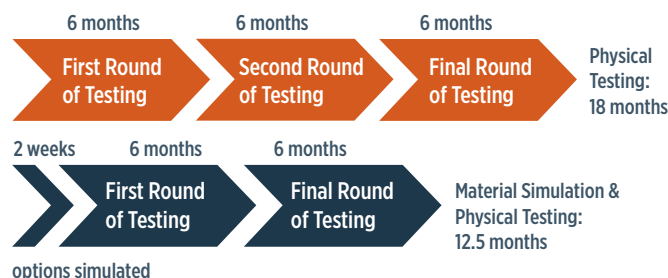 6 months 6 months 6 months
First Round
of Testing
Second Round
of Testing
Final Round
of Testing
Physical
Testing:
18 months
2 weeks 6 months 6 months
First Round
of Testing
Final Round
of Testing
Material Simulation &
Physical Testing:
12.5 months
options simulated